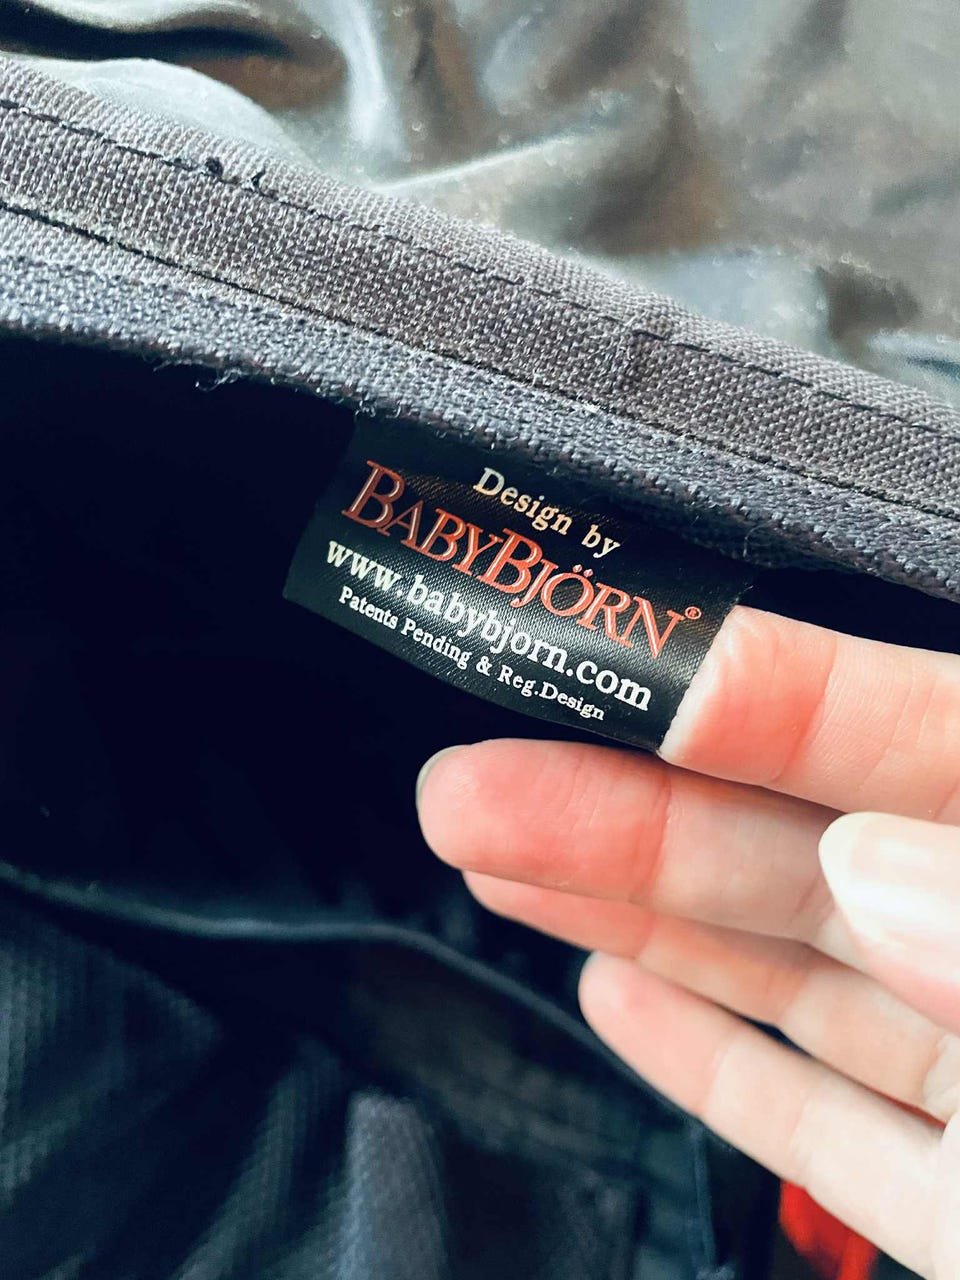 Design by
BABYBJÖRN®
www.babybjorn.com
Patents Pending & Reg.Design